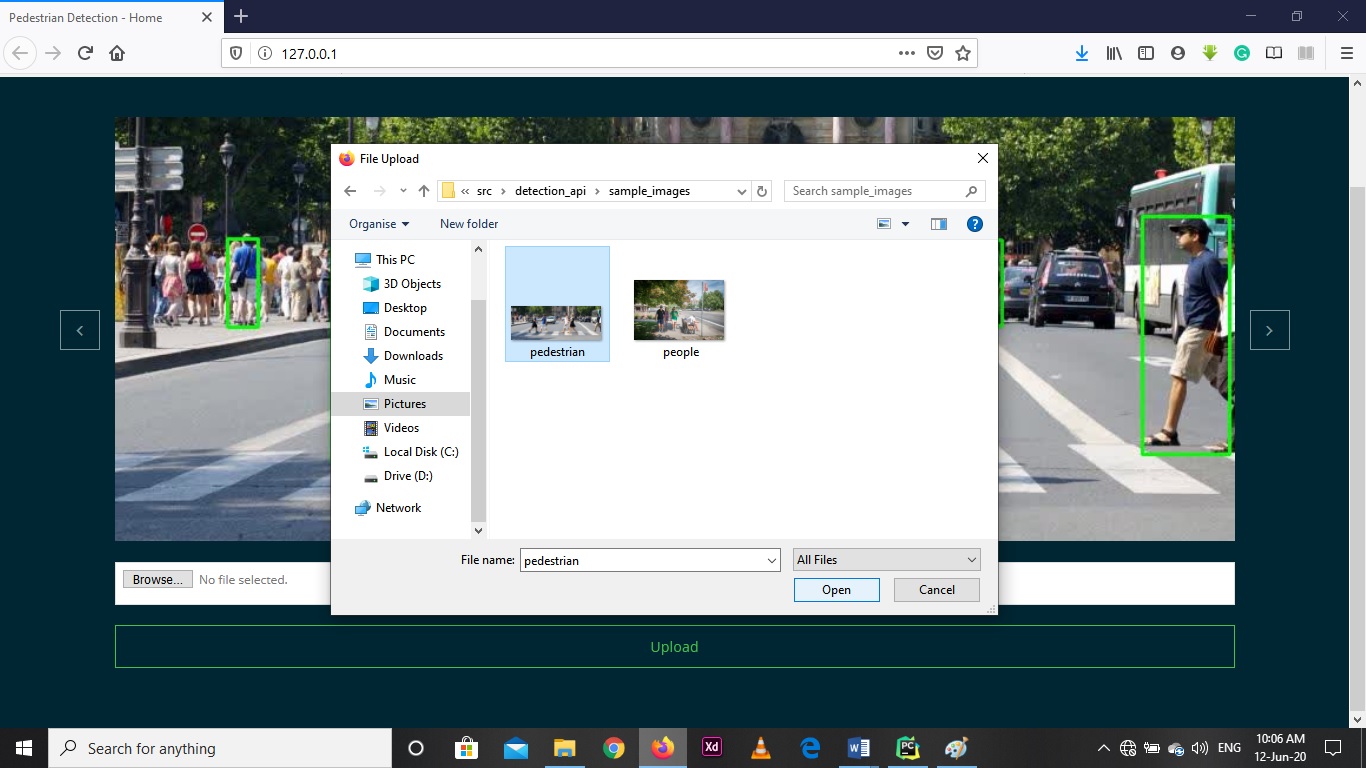 Pedestrian Detection - Home
127.0.0.1
File Upload
« src > detection_api > sample_images
Search sample_images
Organise
New folder
This PC
3D Objects
Desktop
Documents
Downloads
Music
Pictures
Videos
Local Disk (C:)
Drive (D:)
Network
pedestrian
people
File name:
pedestrian
All Files
Open
Cancel
Browse...
No file selected.
Upload
Search for anything
Xd
PC
ENG
10:06 AM
12-Jun-20